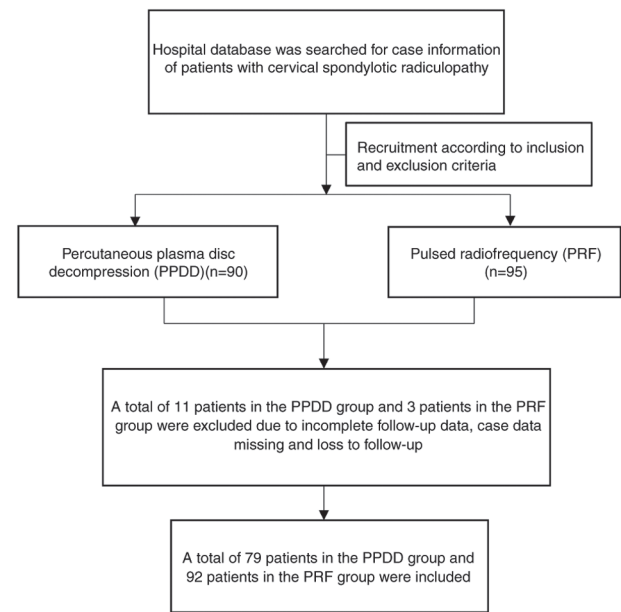 Hospital database was searched for case information
of patients with cervical spondylotic radiculopathy
Recruitment according to inclusion
and exclusion criteria
Percutaneous plasma disc
decompression (PPDD)(n=90)
Pulsed radiofrequency (PRF)
(n=95)
A total of 11 patients in the PPDD group and 3 patients in the PRF
group were excluded due to incomplete follow-up data, case data
missing and loss to follow-up
A total of 79 patients in the PPDD group and
92 patients in the PRF group were included